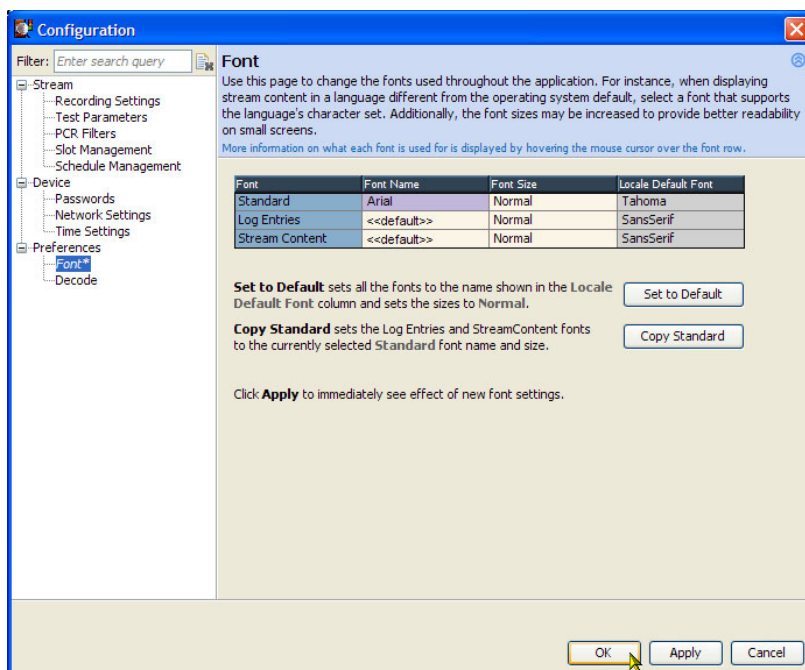 Configuration
Filter: Enter search query
Stream
Recording Settings
Test Parameters
PCR Filters
Slot Management
Schedule Management
Device
Passwords
Network Settings
Time Settings
Preferences
Font*
Decode
Font
Use this page to change the fonts used throughout the application. For instance, when displaying
stream content in a language different from the operating system default, select a font that supports
the language's character set. Additionally, the font sizes may be increased to provide better readability
on small screens.
More information on what each font is used for is displayed by hovering the mouse cursor over the font row.
Font Font Name Font Size Locale Default Font
Standard Arial Normal Tahoma
Log Entries <<default>> Normal SansSerif
Stream Content <<default>> Normal SansSerif
Set to Default sets all the fonts to the name shown in the Locale
Default Font column and sets the sizes to Normal.
Set to Default
Copy Standard sets the Log Entries and StreamContent fonts
to the currently selected Standard font name and size.
Copy Standard
Click Apply to immediately see effect of new font settings.
OK Apply Cancel